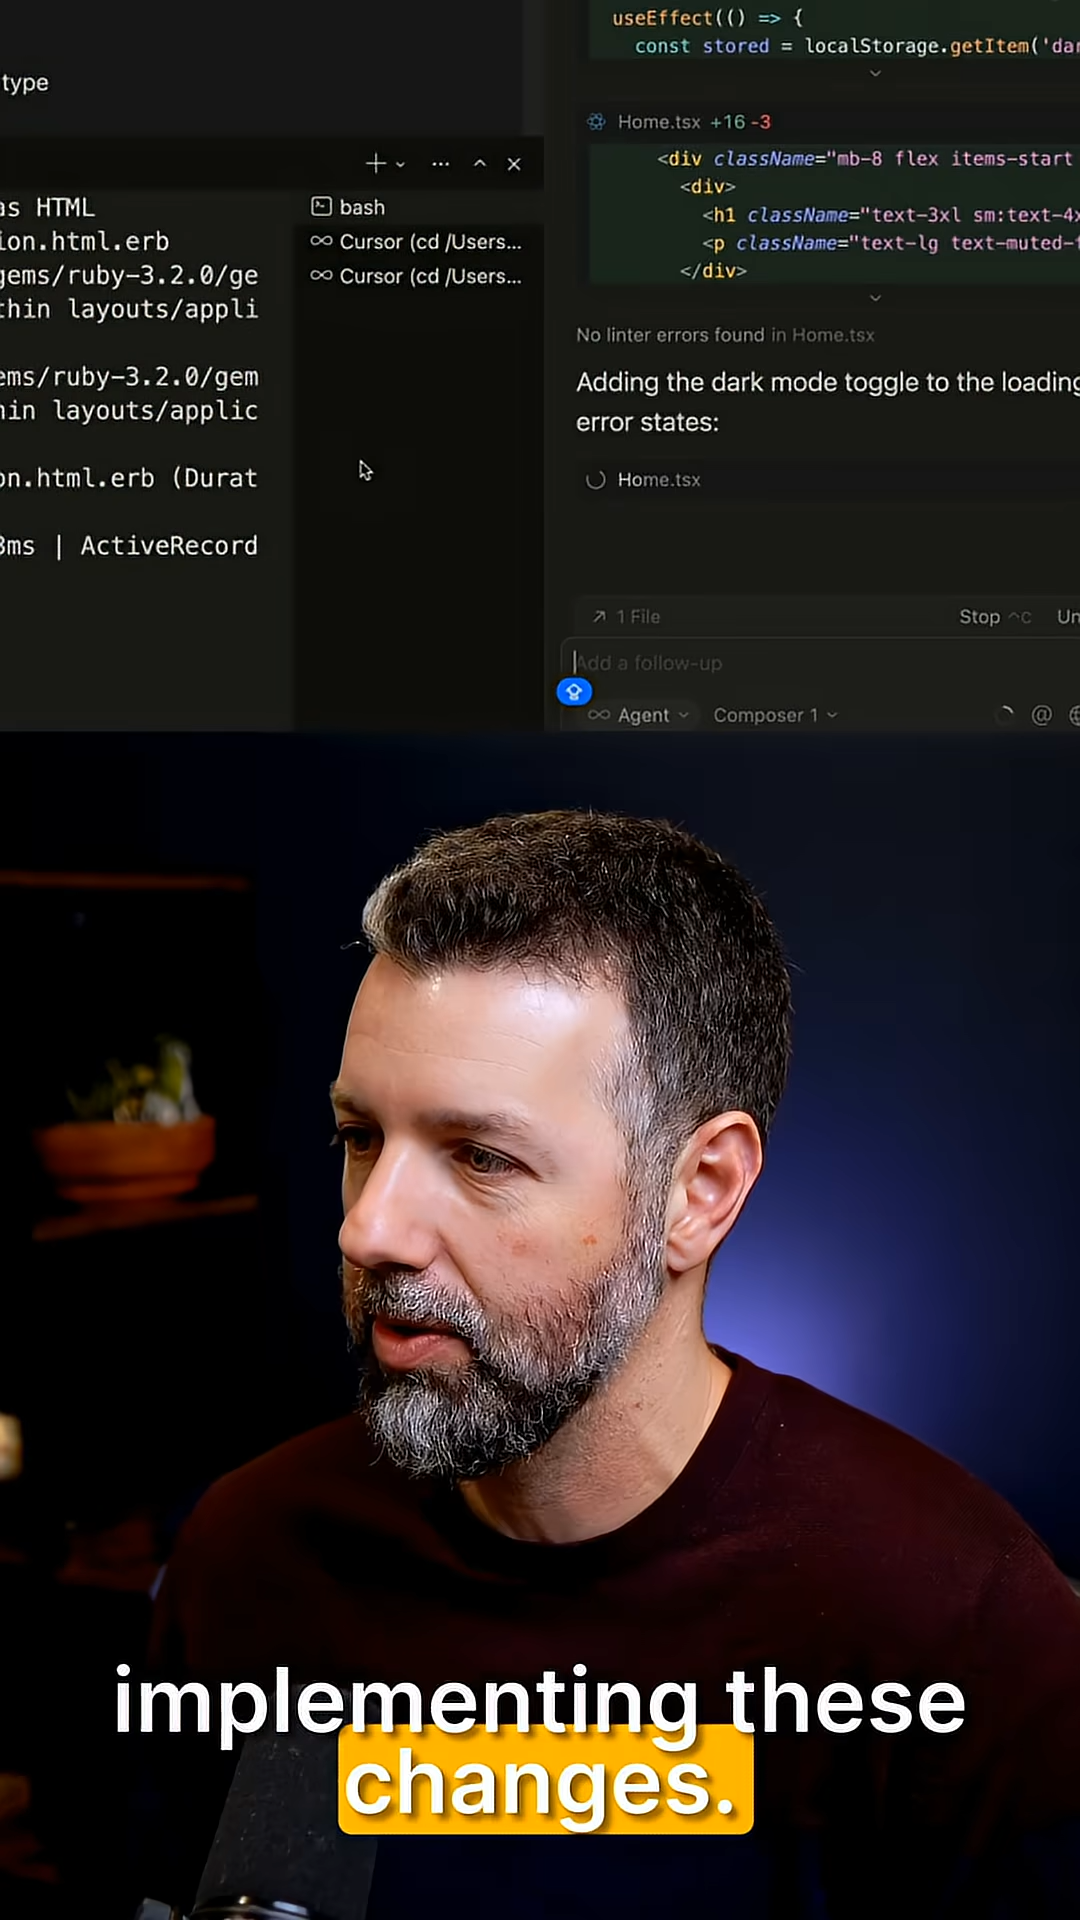 type
as HTML
ion.html.erb
gems/ruby-3.2.0/ge
thin layouts/appli
ems/ruby-3.2.0/gem
hin layouts/applic
on.html.erb (Durat
3ms | ActiveRecord
bash
Cursor (cd /Users...
Cursor (cd /Users...
useEffect(() => {
const stored = localStorage.getItem('dar
Home.tsx +16 -3
<div className="mb-8 flex items-start
<div>
<h1 className="text-3xl sm:text-4x
<p className="text-lg text-muted-f
</div>
No linter errors found in Home.tsx
Adding the dark mode toggle to the loading
error states:
Home.tsx
1 File Stop ^C Un
Add a follow-up
Agent Composer 1 @
implementing these
changes.